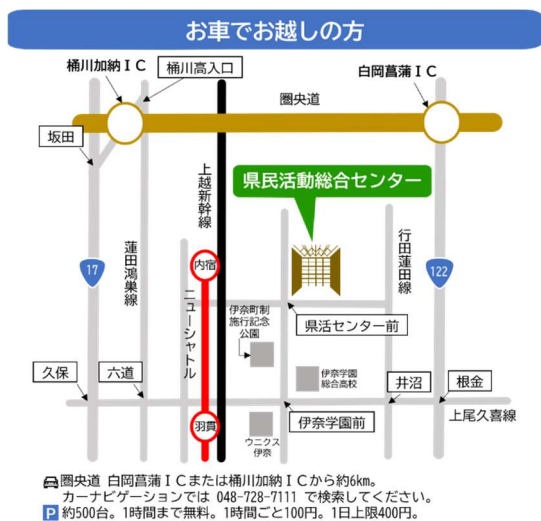 お車でお越しの方
桶川加納ＩＣ
桶川高入口
白岡菖蒲ＩＣ
圏央道
坂田
上越新幹線
県民活動総合センター
蓮田鴻巣線
行田蓮田線
17
内宿
122
ニューシャトル
伊奈町制
施行記念
公園
県活センター前
久保
六道
伊奈学園
総合高校
井沼
根金
羽貫
ウニクス
伊奈
伊奈学園前
上尾久喜線
圏央道 白岡菖蒲ＩＣまたは桶川加納ＩＣから約6km。
カーナビゲーションでは 048-728-7111 で検索してください。
P 約500台。1時間まで無料。1時間ごと100円。1日上限400円。